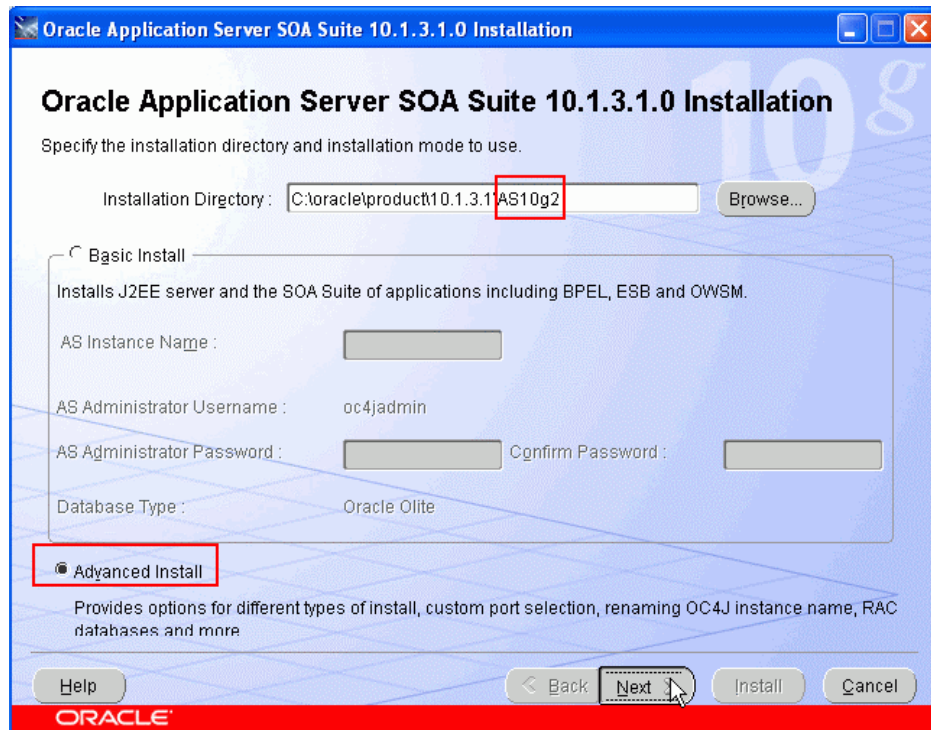 Oracle Application Server SOA Suite 10.1.3.1.0 Installation
10g
Oracle Application Server SOA Suite 10.1.3.1.0 Installation
Specify the installation directory and installation mode to use.
Installation Directory : C:\oracle\product\10.1.3.1\AS10g2 Browse...
Basic Install
Installs J2EE server and the SOA Suite of applications including BPEL, ESB and OWSM.
AS Instance Name :
AS Administrator Username : oc4jadmin
AS Administrator Password : Confirm Password :
Database Type : Oracle Olite
Advanced Install
Provides options for different types of install, custom port selection, renaming OC4J instance name, RAC
databases and more
Help Back Next Install Cancel
ORACLE